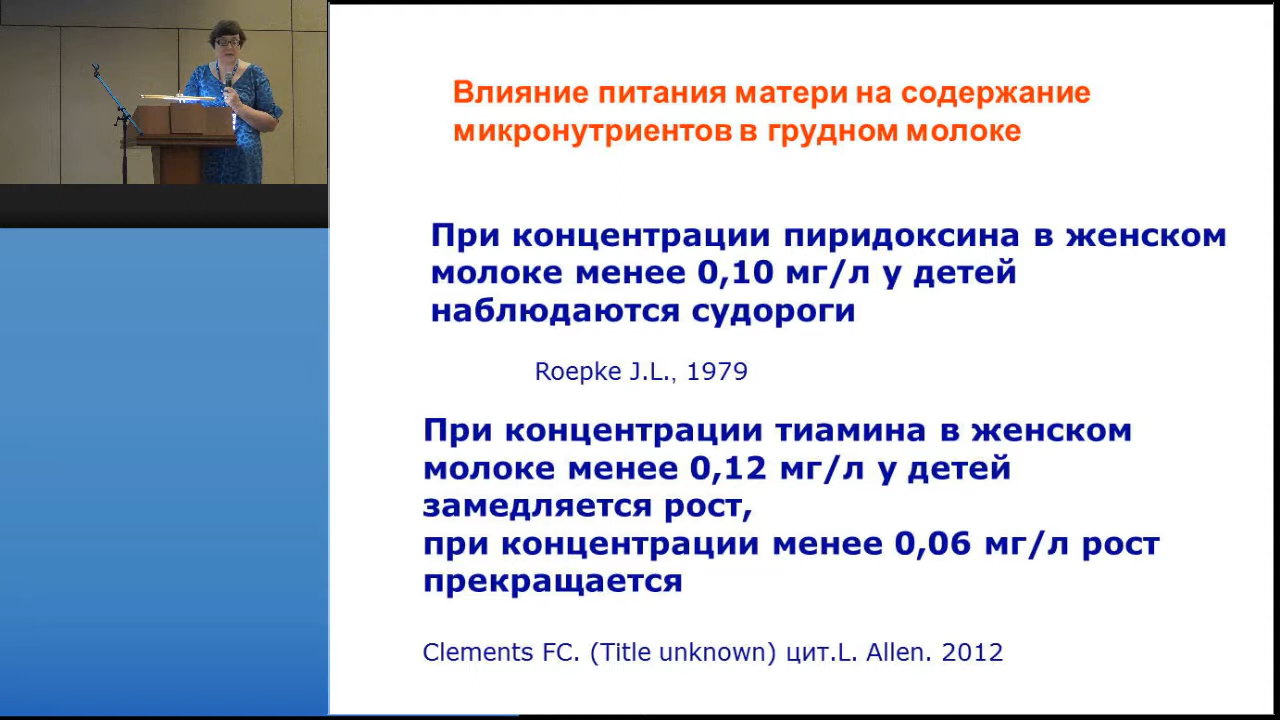 Влияние питания матери на содержание
микронутриентов в грудном молоке
При концентрации пиридоксина в женском
молоке менее 0,10 мг/л у детей
наблюдаются судороги
Roepke J.L., 1979
При концентрации тиамина в женском
молоке менее 0,12 мг/л у детей
замедляется рост,
при концентрации менее 0,06 мг/л рост
прекращается
Clements FC. (Title unknown) цит.L. Allen. 2012